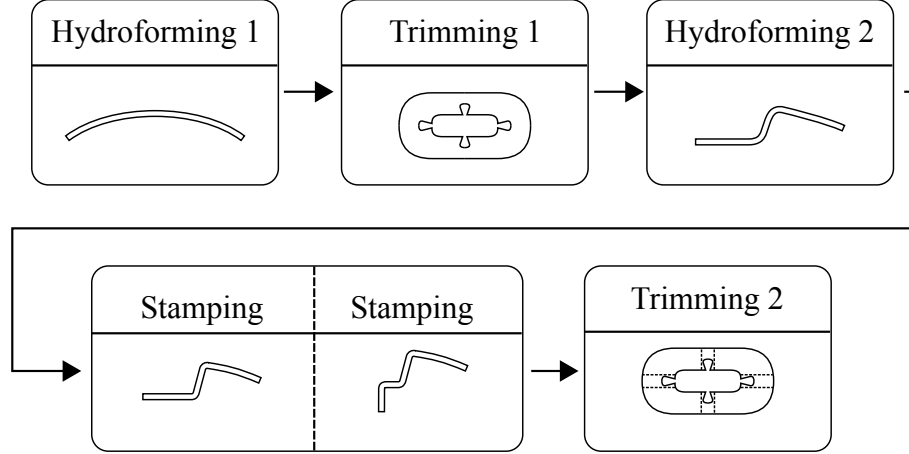 Hydroforming 1
Trimming 1
Hydroforming 2
Stamping
Stamping
Trimming 2